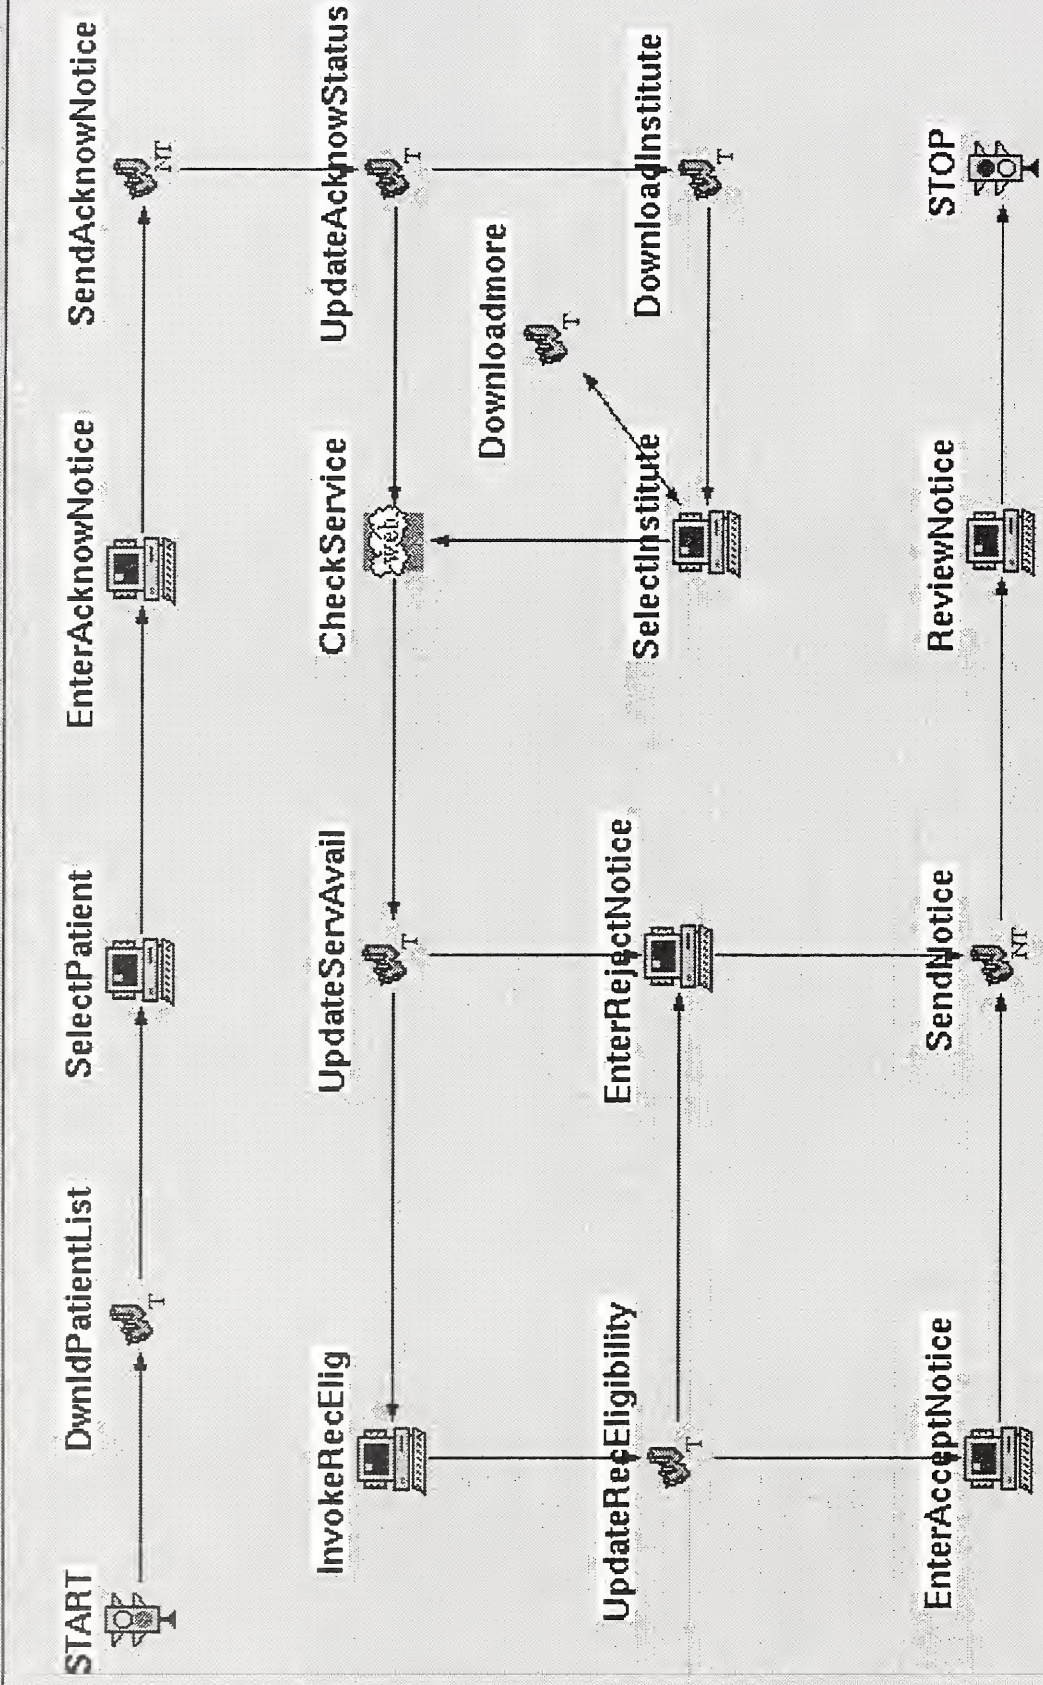 START
DwnldPatientList
T
SelectPatient
EnterAcknowNotice
SendAcknowNotice
NT
InvokeRecElig
UpdateServAvail
T
CheckService
web
UpdateAcknowStatus
T
Downloadmore
T
UpdateRecEligibility
T
EnterRejectNotice
SelectInstitute
DownloadInstitute
T
EnterAcceptNotice
SendNotice
NT
ReviewNotice
STOP